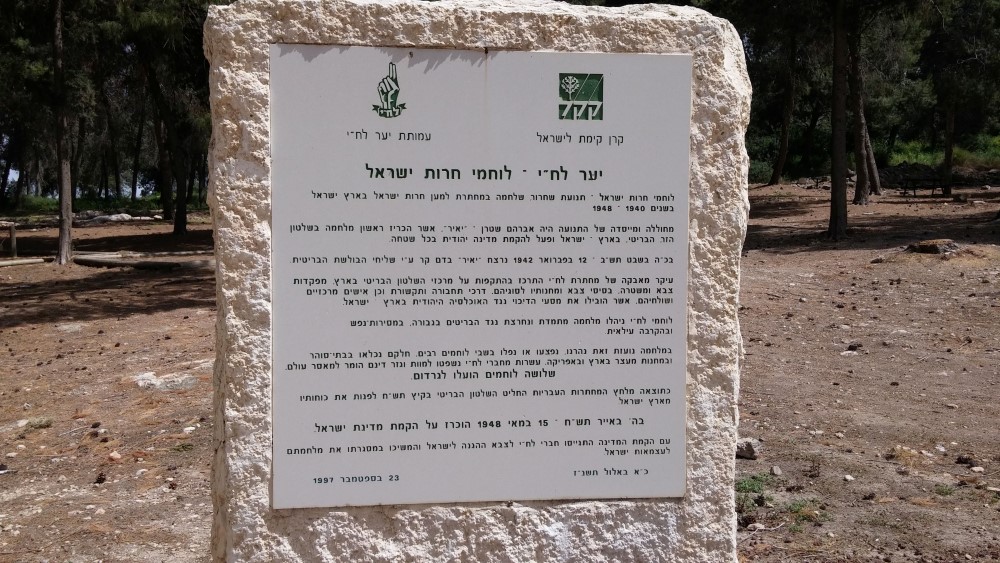 לח״י
קקל
עמותת יער לח״י
קרן קימת לישראל
יער לח״י - לוחמי חרות ישראל
לוחמי חרות ישראל - תנועת שחרור שלחמה במחתרת למען חרות ישראל בארץ ישראל
בשנים 1940 - 1948
מחוללה ומייסדה של התנועה היה אברהם שטרן - ״יאיר״, אשר הכריז ראשון מלחמה בשלטון
הזר, הבריטי, בארץ - ישראל ופעל להקמת מדינה יהודית בכל שטחה.
בכ״ה בשבט תש״ב - 12 בפברואר 1942 נרצח ״יאיר״ בדם קר ע״י שליחי הבולשת הבריטית.
עיקר מאבקה של מחתרת לח״י התרכז בהתקפות על מרכזי השלטון הבריטי בארץ, מפקדות
צבא ומשטרה, בסיסי צבא ומחנותיו לסוגיהם, דרכי תחבורה ותקשורת וכן אישים מרכזיים
ושולחיהם, אשר הובילו את מסעי הדיכוי נגד האוכלסיה היהודית בארץ ישראל.
לוחמי לח״י ניהלו מלחמה מתמדת ונחרצת נגד הבריטים בגבורה, במסירות־נפש
ובהקרבה עילאית.
במלחמה נועזת זאת נהרגו, נפצעו או נפלו בשבי לוחמים רבים, חלקם נכלאו בבתי־סוהר
ובמחנות מעצר בארץ ובאפריקה. עשרות מחברי לח״י נשפטו למוות וגזר דינם הומר למאסר עולם.
שלושה לוחמים הועלו לגרדום.
כתוצאה מלחץ המחתרות העבריות החליט השלטון הבריטי בקיץ תש״ח לפנות את כוחותיו
מארץ ישראל.
בה׳ באייר תש״ח - 15 במאי 1948 הוכרז על הקמת מדינת ישראל.
עם הקמת המדינה התגייסו חברי לח״י לצבא ההגנה לישראל והמשיכו במסגרתו את מלחמתם
לעצמאות ישראל.
כ״א באלול תשנ״ז
23 בספטמבר 1997